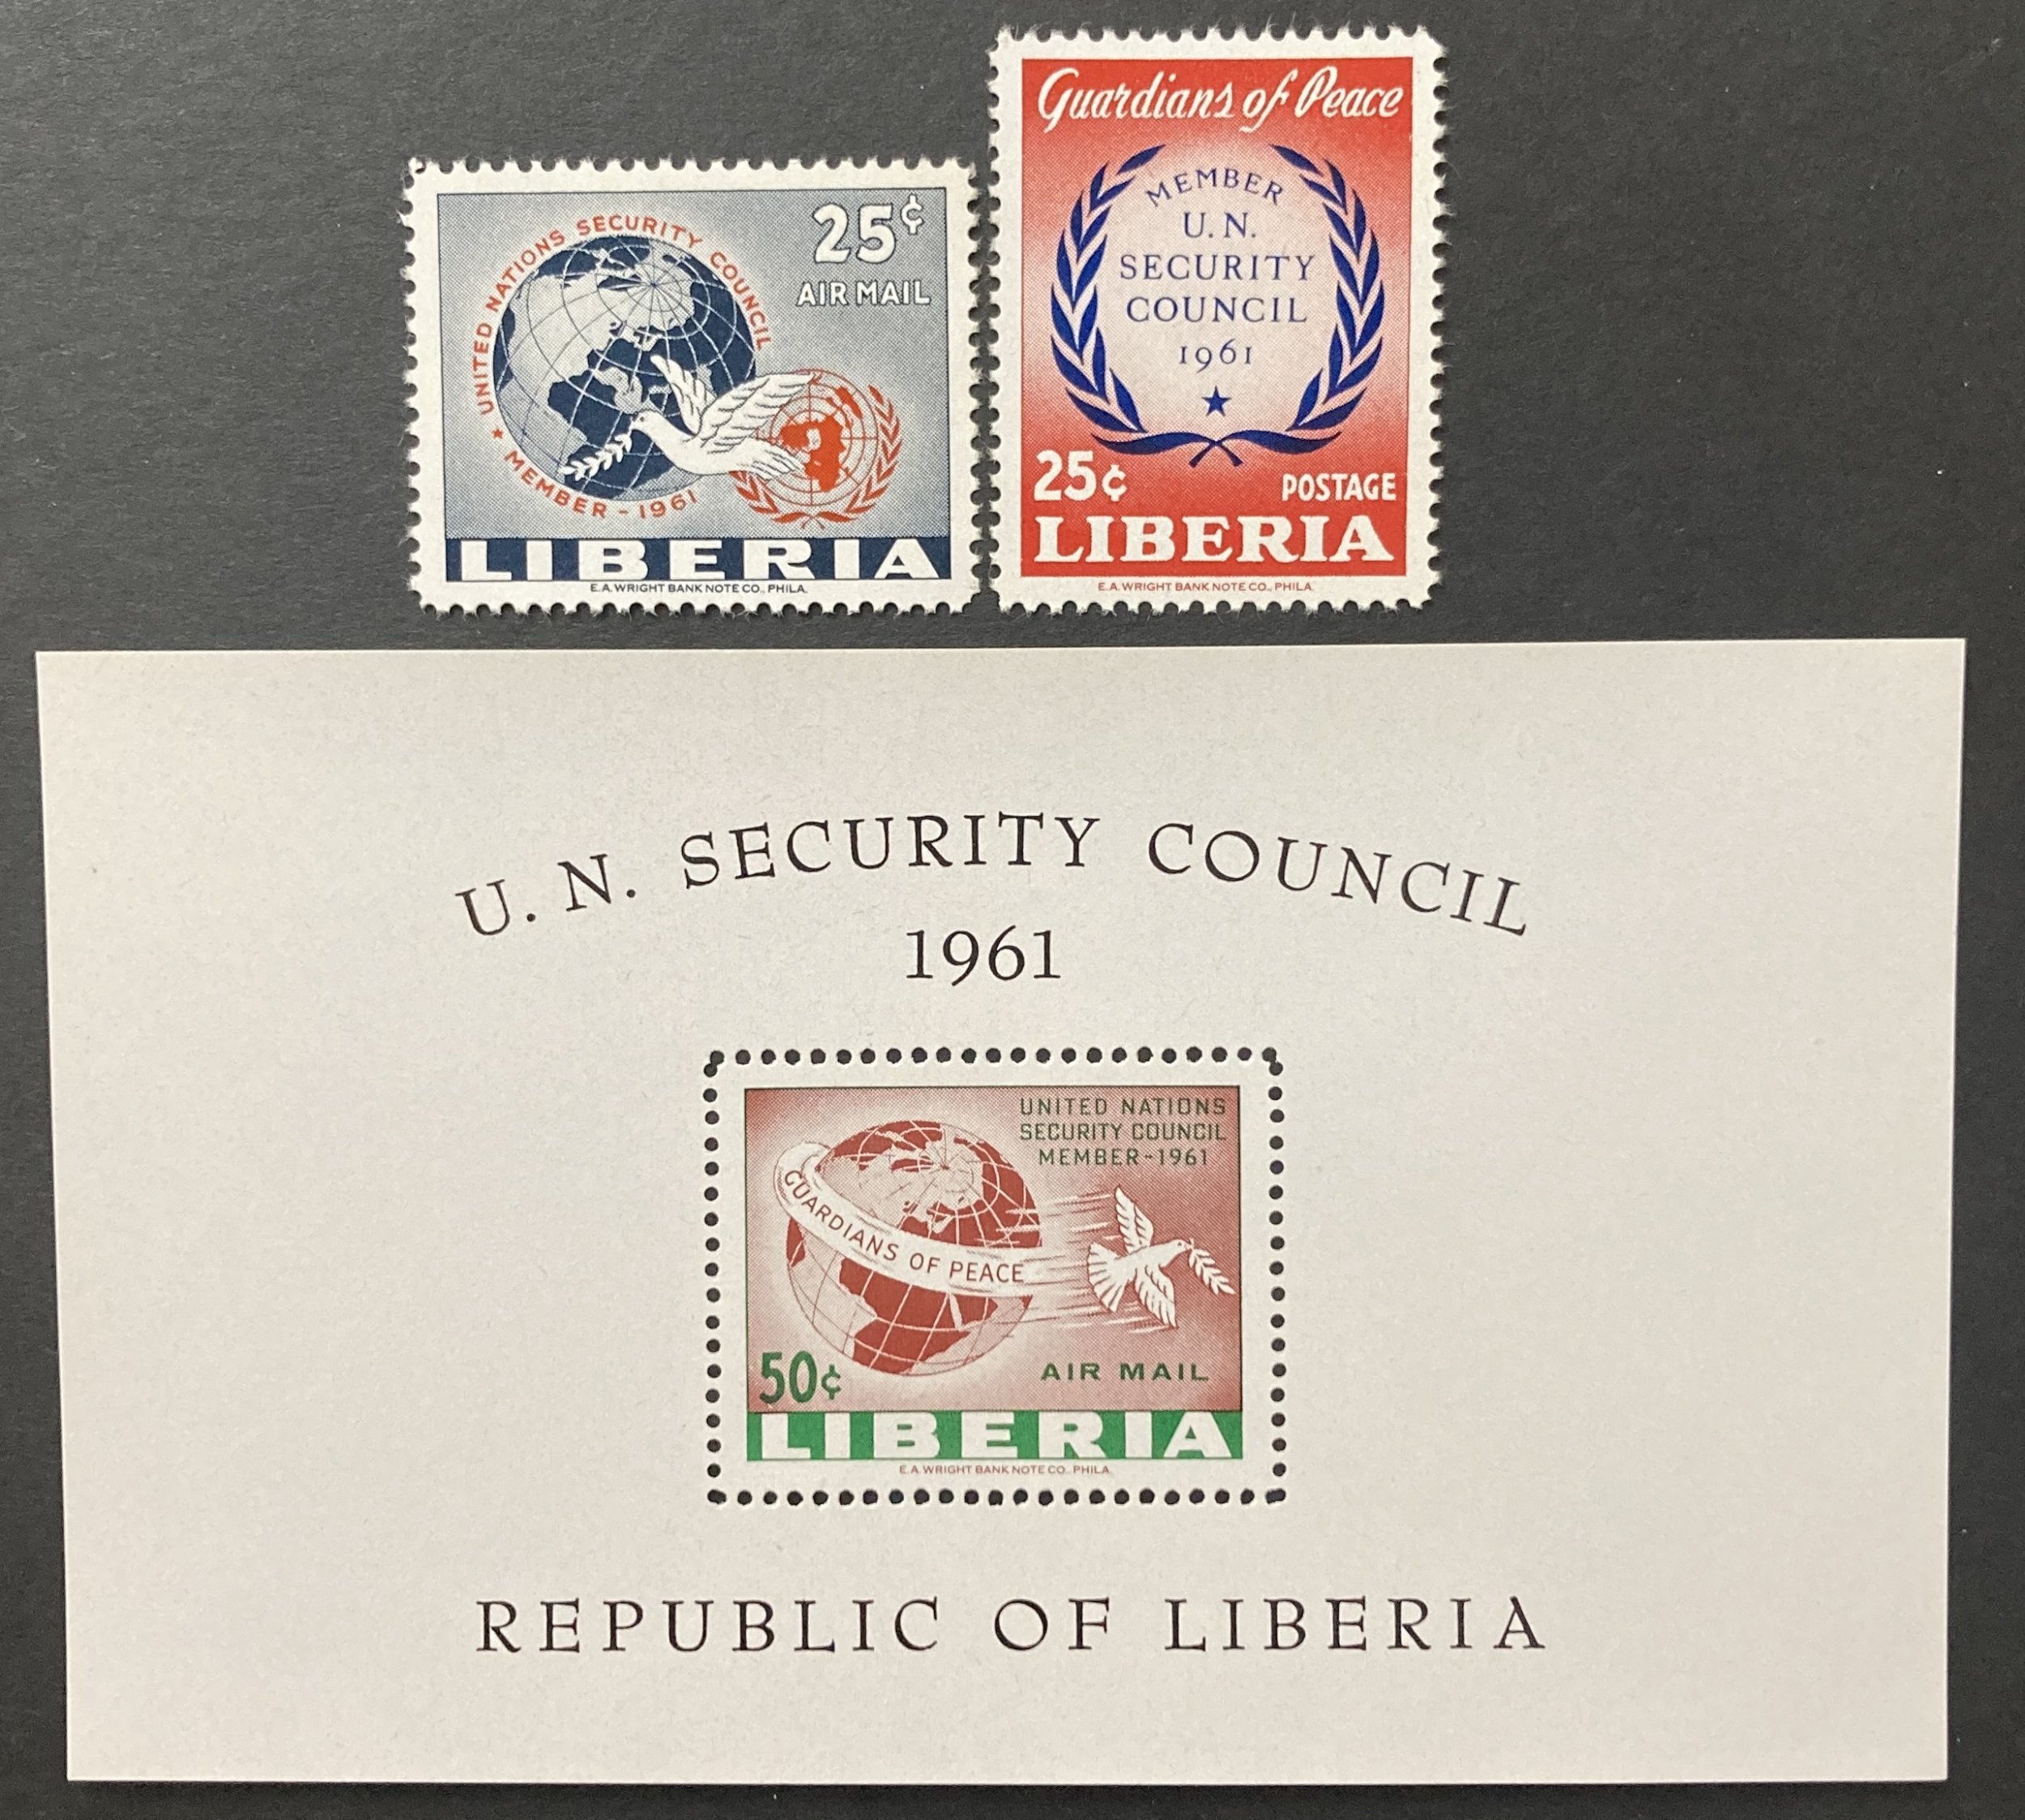 25¢
AIR MAIL
UNITED NATIONS SECURITY COUNCIL
★ MEMBER - 1961
LIBERIA
E.A. WRIGHT BANK NOTE CO., PHILA.
Guardians of Peace
MEMBER
U. N.
SECURITY
COUNCIL
1961
25¢ POSTAGE
LIBERIA
E.A. WRIGHT BANK NOTE CO., PHILA.
U. N. SECURITY COUNCIL
1961
UNITED NATIONS
SECURITY COUNCIL
MEMBER-1961
GUARDIANS OF PEACE
50¢ AIR MAIL
LIBERIA
E.A. WRIGHT BANK NOTE CO., PHILA.
REPUBLIC OF LIBERIA